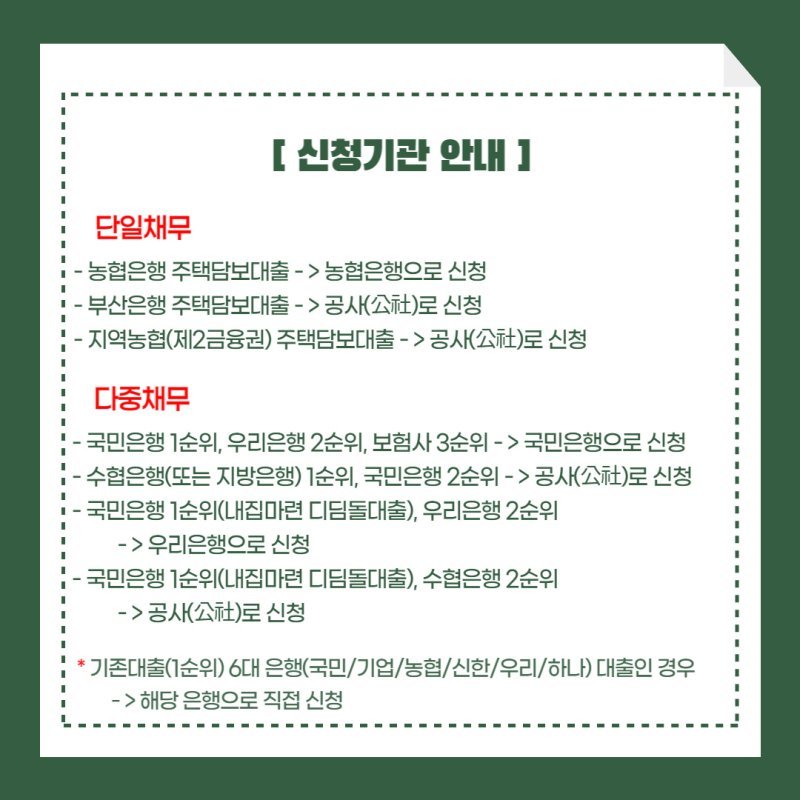 [ 신청기관 안내 ]
단일채무
- 농협은행 주택담보대출 - > 농협은행으로 신청
- 부산은행 주택담보대출 - > 공사(公社)로 신청
- 지역농협(제2금융권) 주택담보대출 - > 공사(公社)로 신청
다중채무
- 국민은행 1순위, 우리은행 2순위, 보험사 3순위 - > 국민은행으로 신청
- 수협은행(또는 지방은행) 1순위, 국민은행 2순위 - > 공사(公社)로 신청
- 국민은행 1순위(내집마련 디딤돌대출), 우리은행 2순위
- > 우리은행으로 신청
- 국민은행 1순위(내집마련 디딤돌대출), 수협은행 2순위
- > 공사(公社)로 신청
* 기존대출(1순위) 6대 은행(국민/기업/농협/신한/우리/하나) 대출인 경우
- > 해당 은행으로 직접 신청